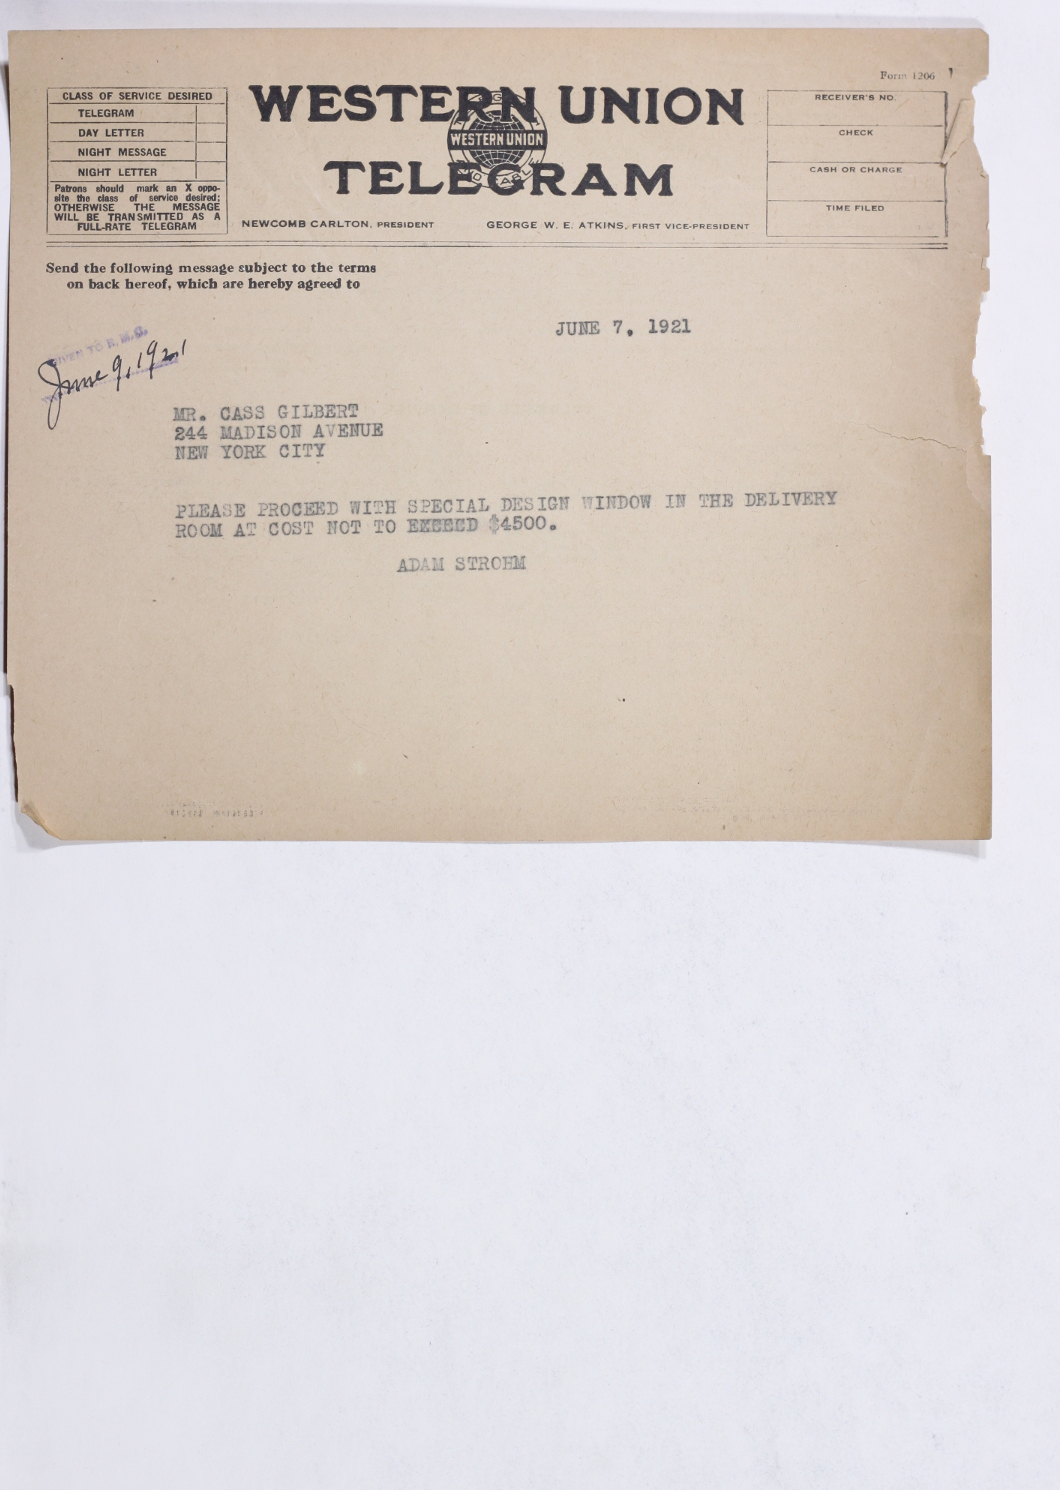 Form 1206
CLASS OF SERVICE DESIRED
TELEGRAM
DAY LETTER
NIGHT MESSAGE
NIGHT LETTER
Patrons should mark an X oppo-
site the class of service desired;
OTHERWISE THE MESSAGE
WILL BE TRANSMITTED AS A
FULL-RATE TELEGRAM
WESTERN UNION
WESTERN UNION
TELEGRAM
NEWCOMB CARLTON, PRESIDENT
GEORGE W. E. ATKINS, FIRST VICE-PRESIDENT
RECEIVER'S NO.
CHECK
CASH OR CHARGE
TIME FILED
Send the following message subject to the terms
on back hereof, which are hereby agreed to
JUNE 7, 1921
GIVEN TO R.M.G.
June 9, 1921
MR. CASS GILBERT
244 MADISON AVENUE
NEW YORK CITY
PLEASE PROCEED WITH SPECIAL DESIGN WINDOW IN THE DELIVERY
ROOM AT COST NOT TO EXCEED $4500.
ADAM STROHM